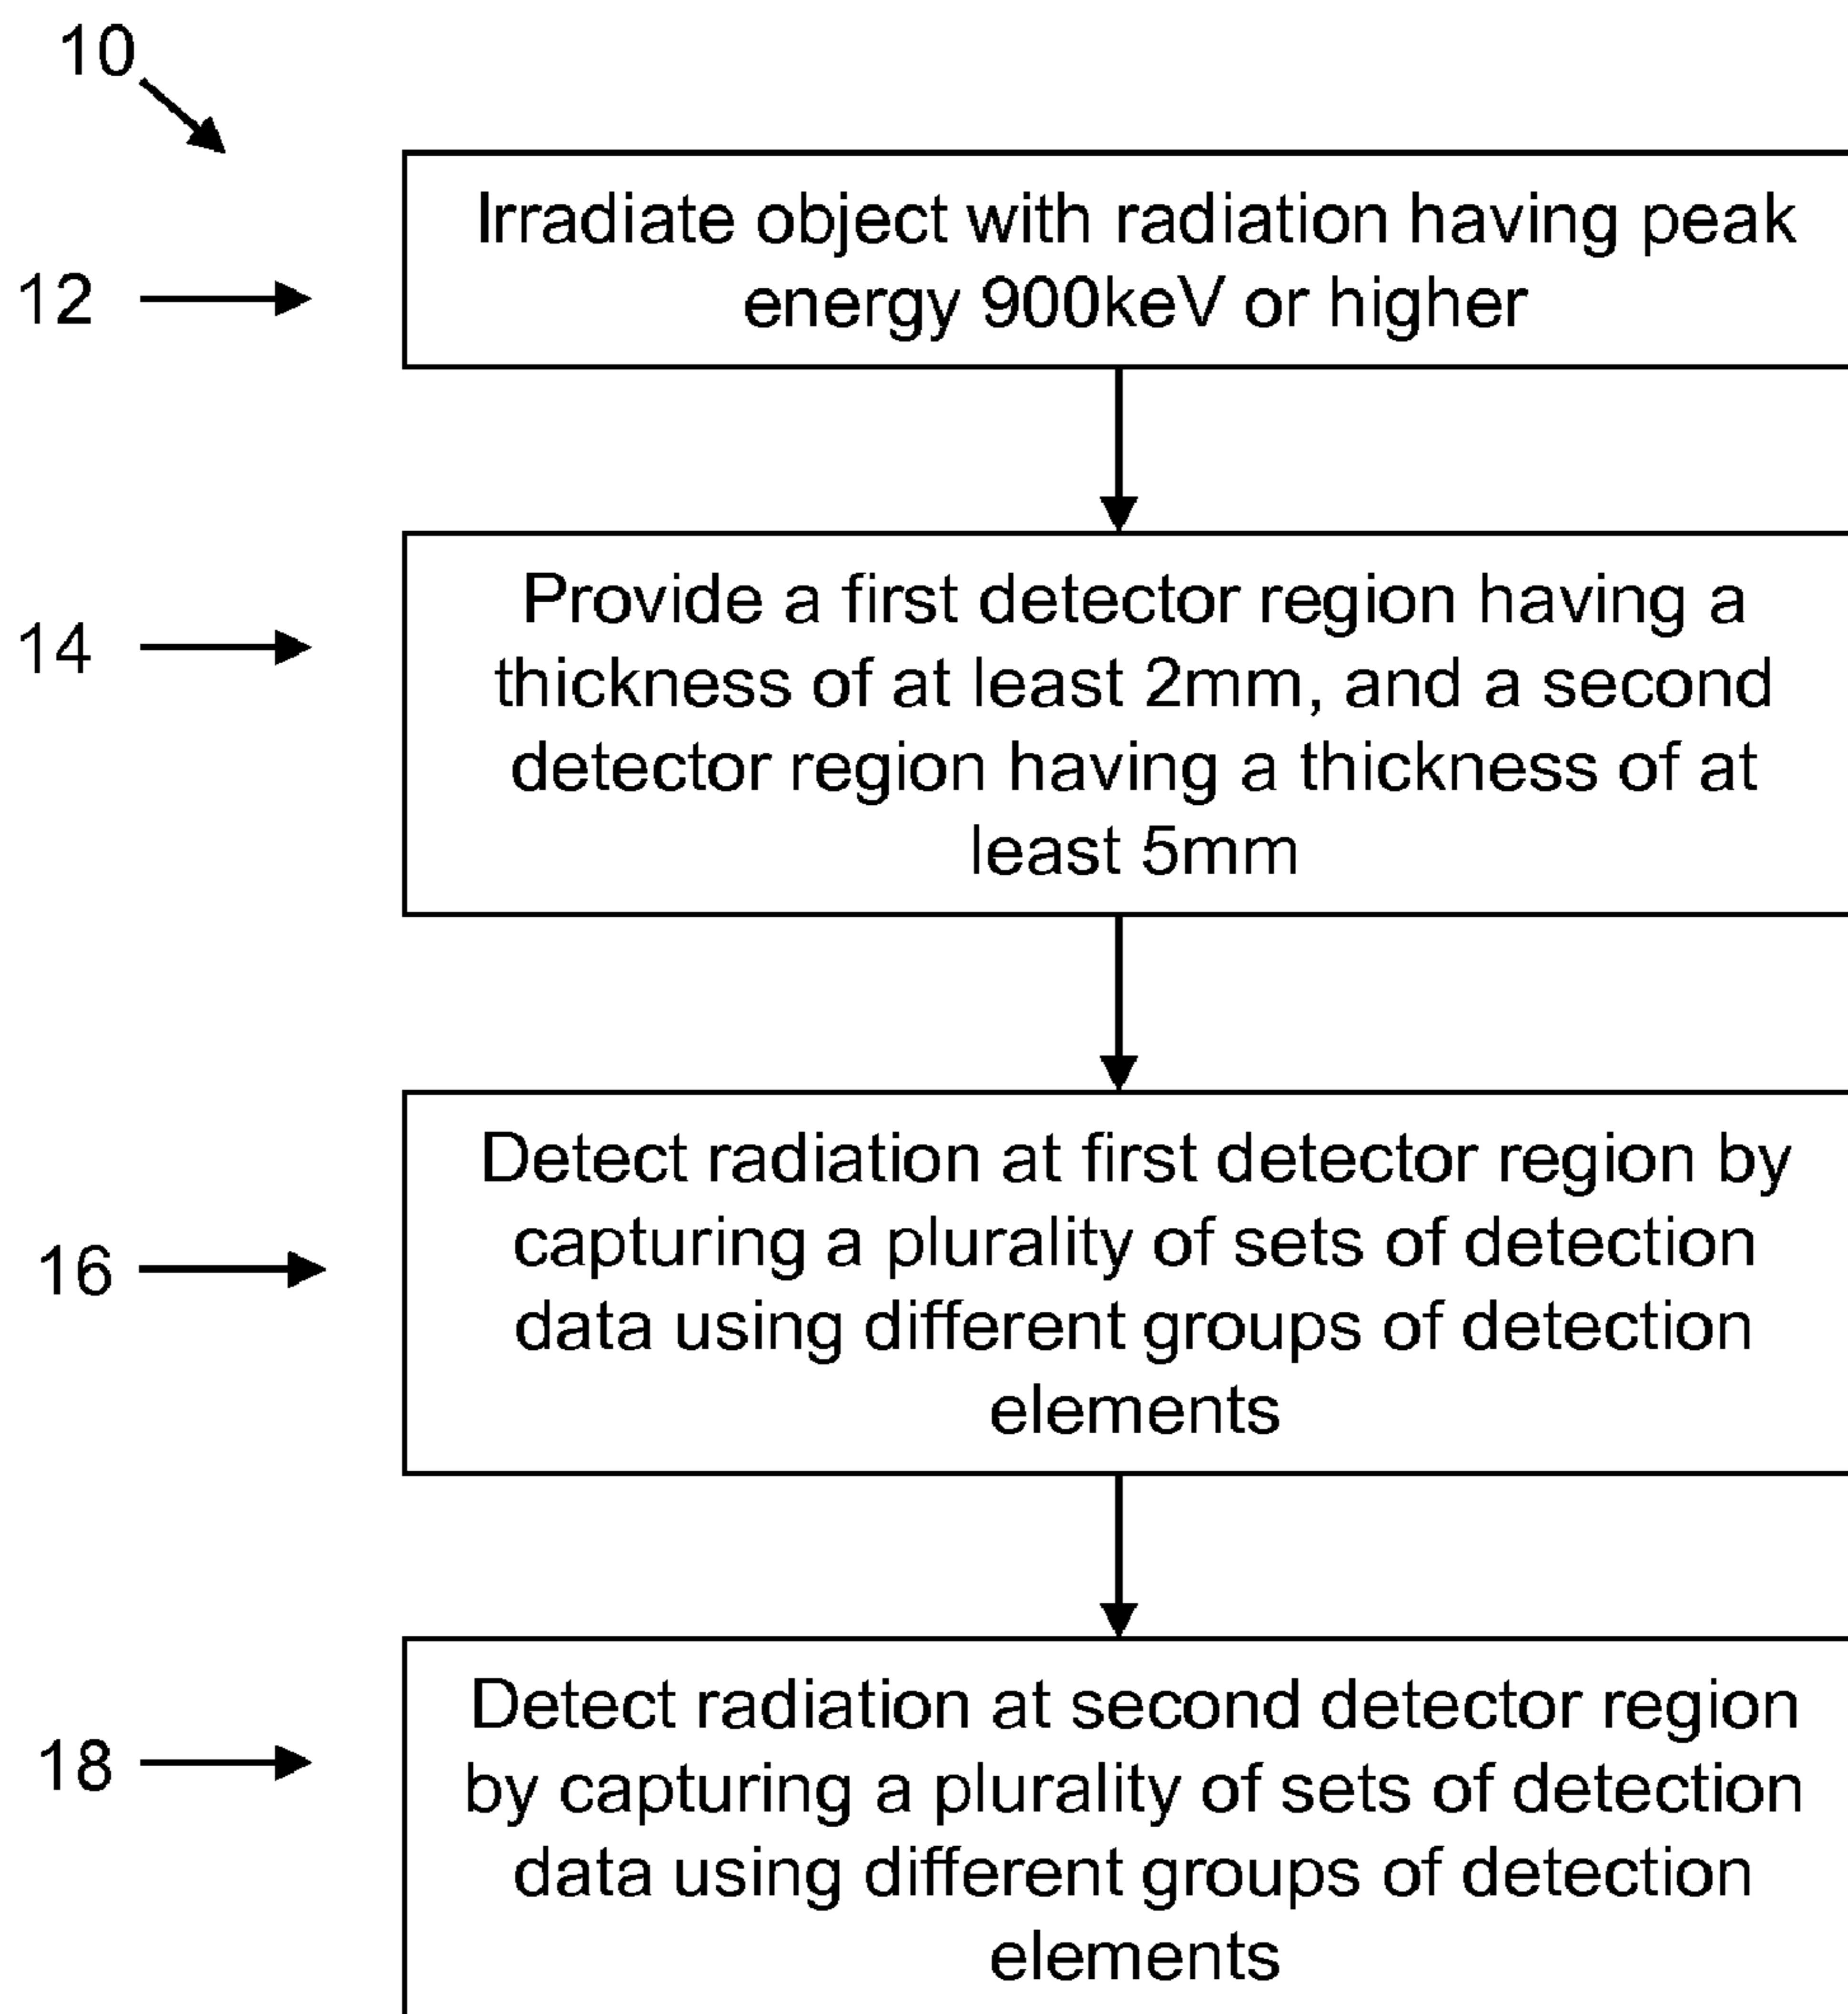 10
12
Irradiate object with radiation having peak
energy 900keV or higher
14
Provide a first detector region having a
thickness of at least 2mm, and a second
detector region having a thickness of at
least 5mm
16
Detect radiation at first detector region by
capturing a plurality of sets of detection
data using different groups of detection
elements
18
Detect radiation at second detector region
by capturing a plurality of sets of detection
data using different groups of detection
elements